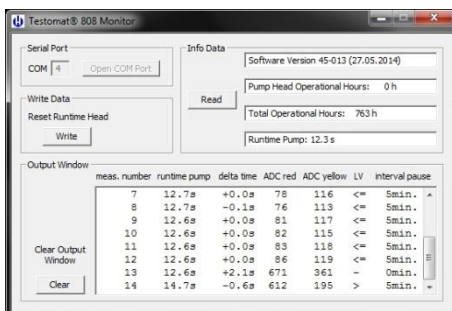 Testomat® 808 Monitor
Serial Port
COM 4 Open COM Port
Write Data
Reset Runtime Head
Write
Info Data
Read
Software Version 45-013 (27.05.2014)
Pump Head Operational Hours: 0 h
Total Operational Hours: 763 h
Runtime Pump: 12.3 s
Output Window
meas. number runtime pump delta time ADC red ADC yellow LV interval pause
7 12.7s +0.0s 78 116 <= 5min.
8 12.7s -0.1s 76 113 <= 5min.
9 12.6s +0.0s 81 117 <= 5min.
10 12.6s +0.0s 82 115 <= 5min.
11 12.6s +0.0s 83 118 <= 5min.
12 12.6s +0.0s 86 119 <= 5min.
13 12.6s +2.1s 671 361 - 0min.
14 14.7s -0.6s 612 195 > 5min.
Clear Output
Window
Clear